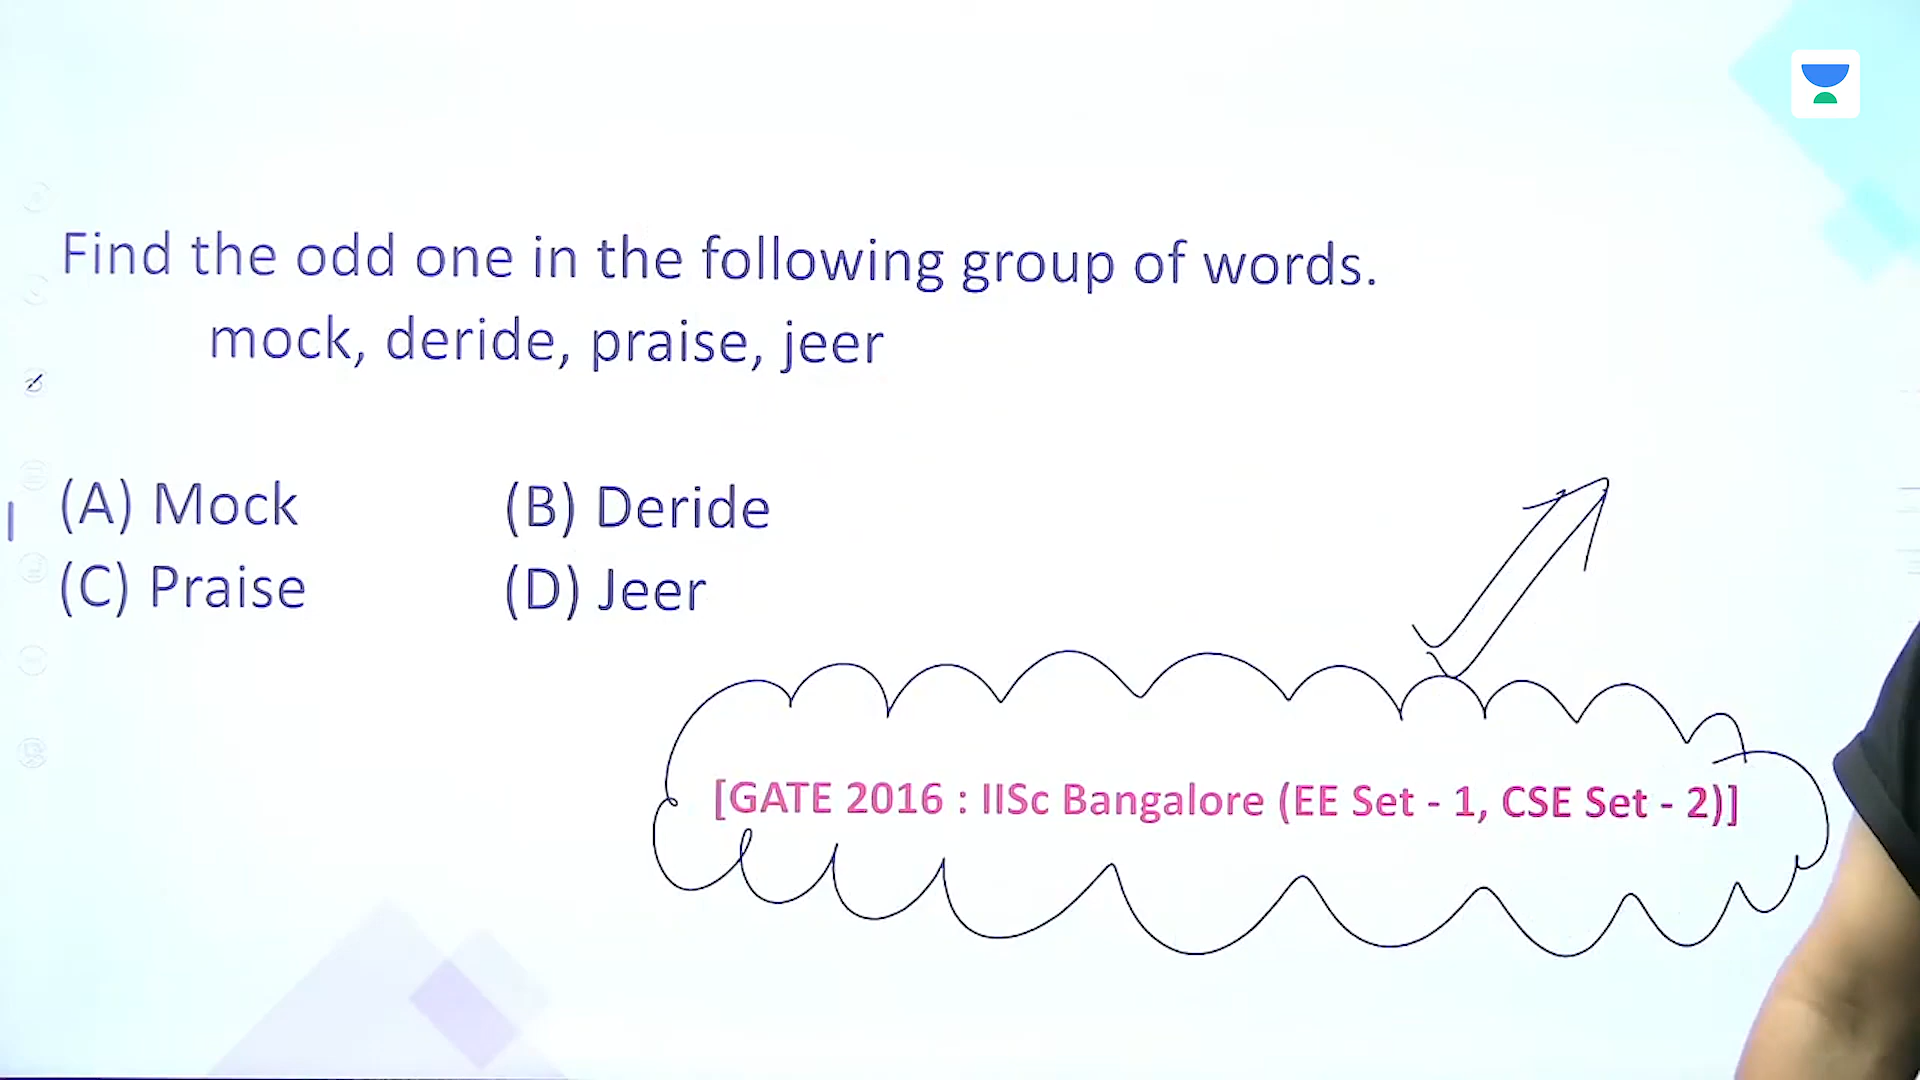 Find the odd one in the following group of words.
mock, deride, praise, jeer
(A) Mock (B) Deride
(C) Praise (D) Jeer
[GATE 2016 : IISc Bangalore (EE Set - 1, CSE Set - 2)]